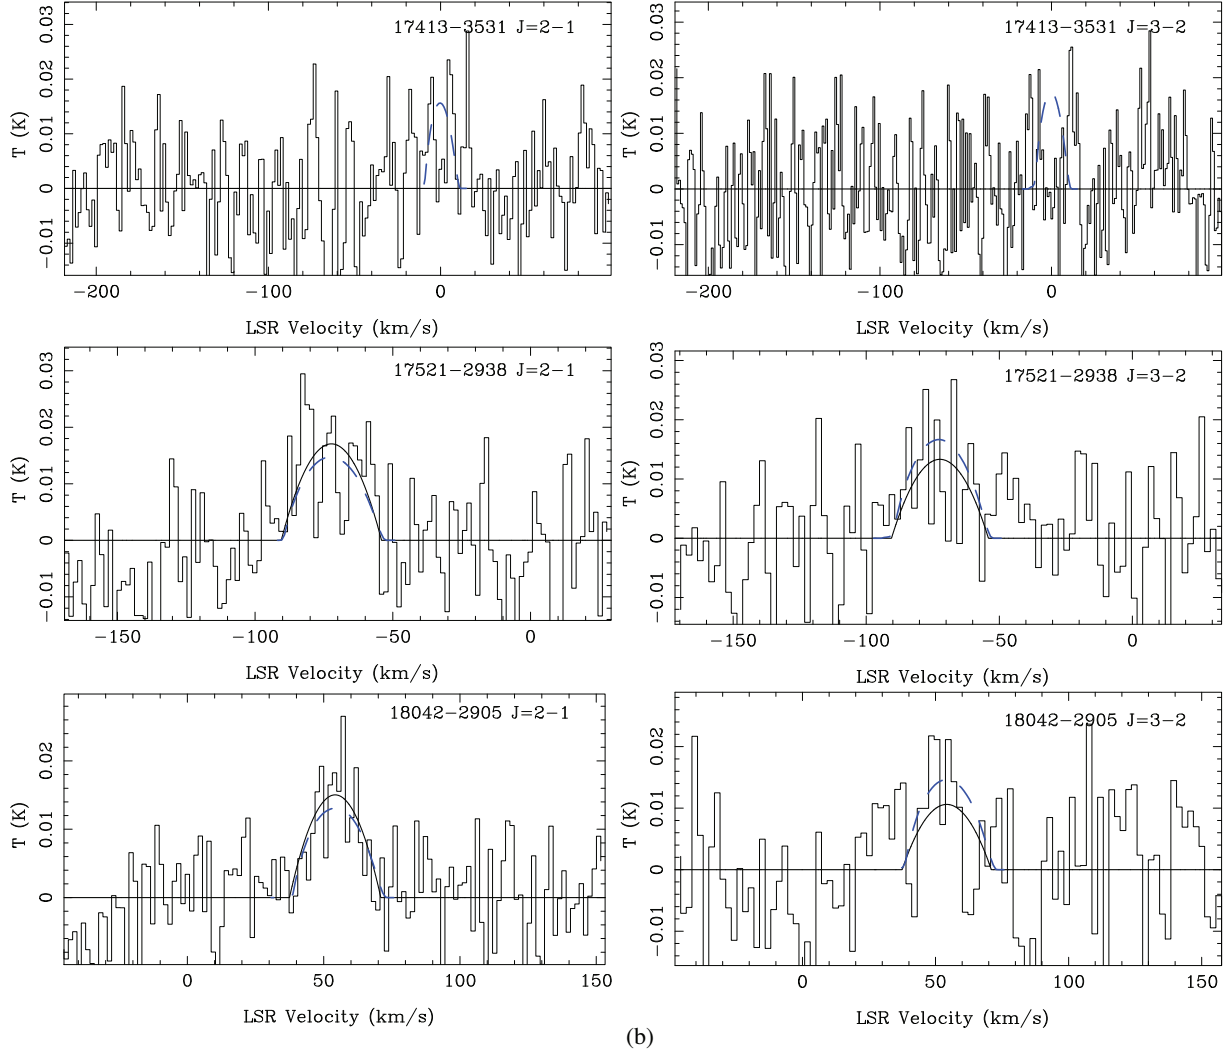 17413−3531 J=2−1
T (K)
0.03
0.02
0.01
0
−0.01
−200 −100 0
LSR Velocity (km/s)
17413−3531 J=3−2
T (K)
0.03
0.02
0.01
0
−0.01
−200 −100 0
LSR Velocity (km/s)
17521−2938 J=2−1
T (K)
0.03
0.02
0.01
0
−0.01
−150 −100 −50 0
LSR Velocity (km/s)
17521−2938 J=3−2
T (K)
0.03
0.02
0.01
0
−0.01
−150 −100 −50 0
LSR Velocity (km/s)
18042−2905 J=2−1
T (K)
0.02
0.01
0
0 50 100 150
LSR Velocity (km/s)
18042−2905 J=3−2
T (K)
0.02
0.01
0
−0.01
0 50 100 150
LSR Velocity (km/s)
(b)